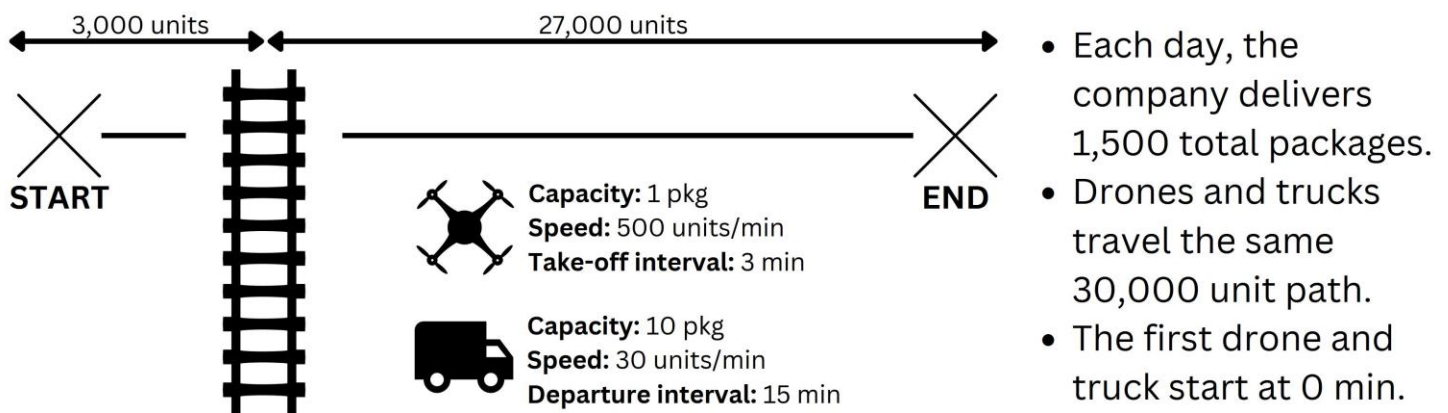 3,000 units
27,000 units
START
END
Capacity: 1 pkg
Speed: 500 units/min
Take-off interval: 3 min
Capacity: 10 pkg
Speed: 30 units/min
Departure interval: 15 min
• Each day, the
company delivers
1,500 total packages.
• Drones and trucks
travel the same
30,000 unit path.
• The first drone and
truck start at 0 min.